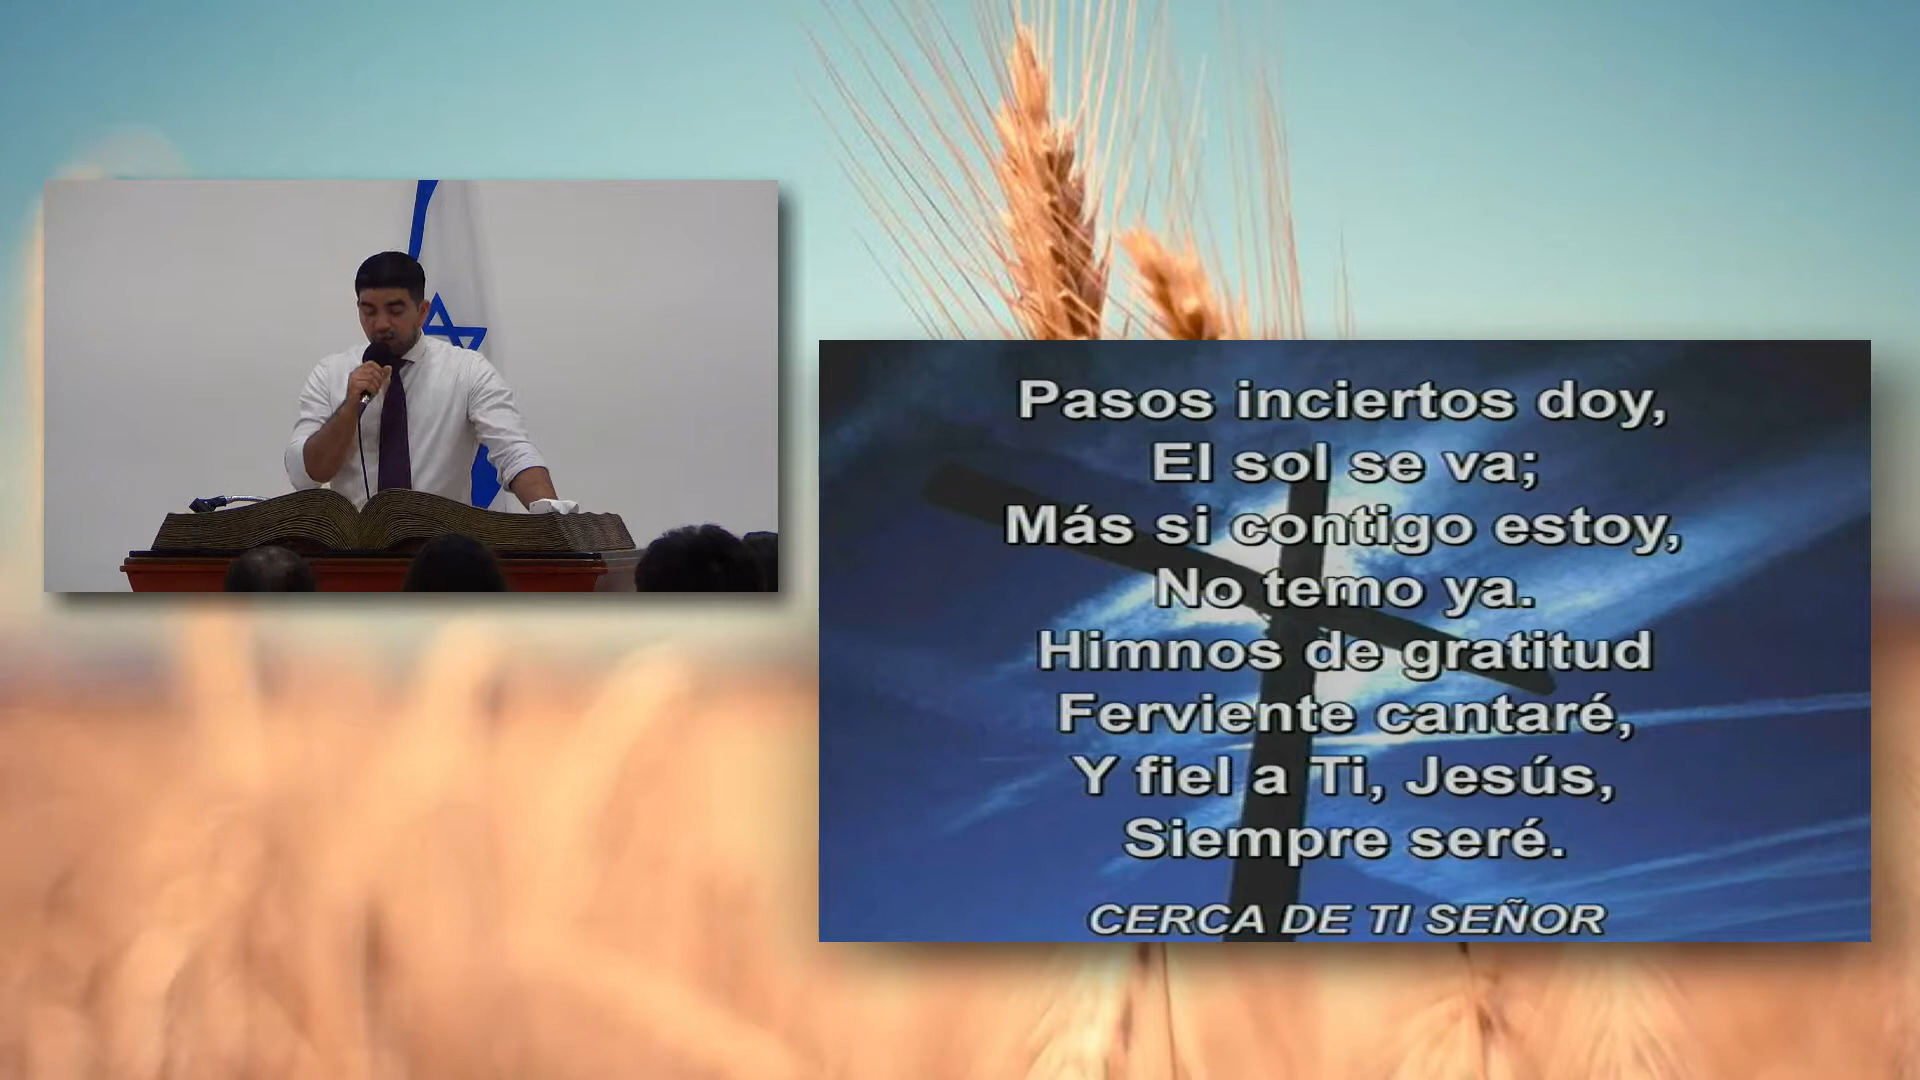 Pasos inciertos doy,
El sol se va;
Más si contigo estoy,
No temo ya.
Himnos de gratitud
Ferviente cantaré,
Y fiel a Ti, Jesús,
Siempre seré.
CERCA DE TI SEÑOR